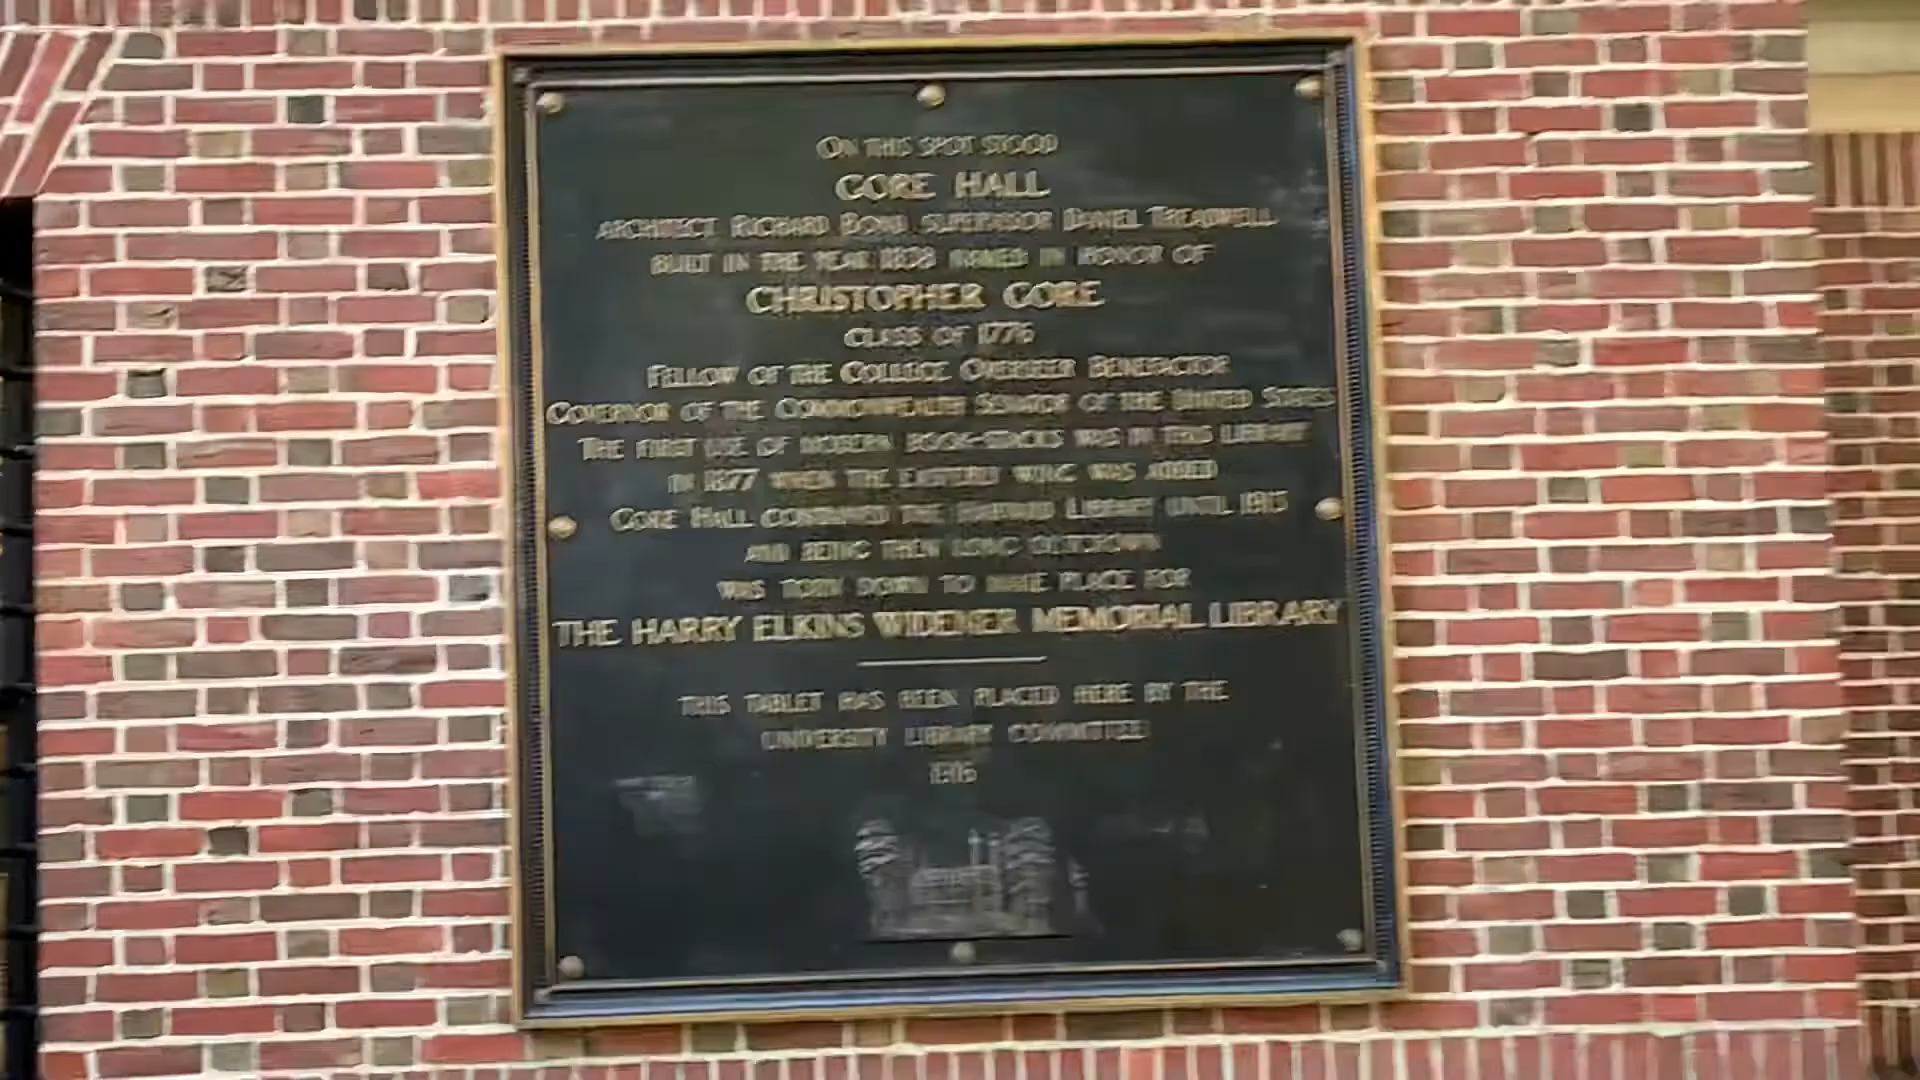 ON THIS SPOT STOOD
GORE HALL
ARCHITECT RICHARD BOND SUPERVISOR DANIEL TREADWELL
BUILT IN THE YEAR 1838 NAMED IN HONOR OF
CHRISTOPHER GORE
CLASS OF 1776
FELLOW OF THE COLLEGE OVERSEER BENEFACTOR
GOVERNOR OF THE COMMONWEALTH SENATOR OF THE UNITED STATES
THE FIRST USE OF MODERN BOOK-STACKS WAS IN THIS LIBRARY
IN 1877 WHEN THE EASTERN WING WAS ADDED
GORE HALL CONTAINED THE HARVARD LIBRARY UNTIL 1913
AND BEING THEN LONG OUTGROWN
WAS TORN DOWN TO MAKE PLACE FOR
THE HARRY ELKINS WIDENER MEMORIAL LIBRARY
THIS TABLET HAS BEEN PLACED HERE BY THE
UNIVERSITY LIBRARY COMMITTEE
1916